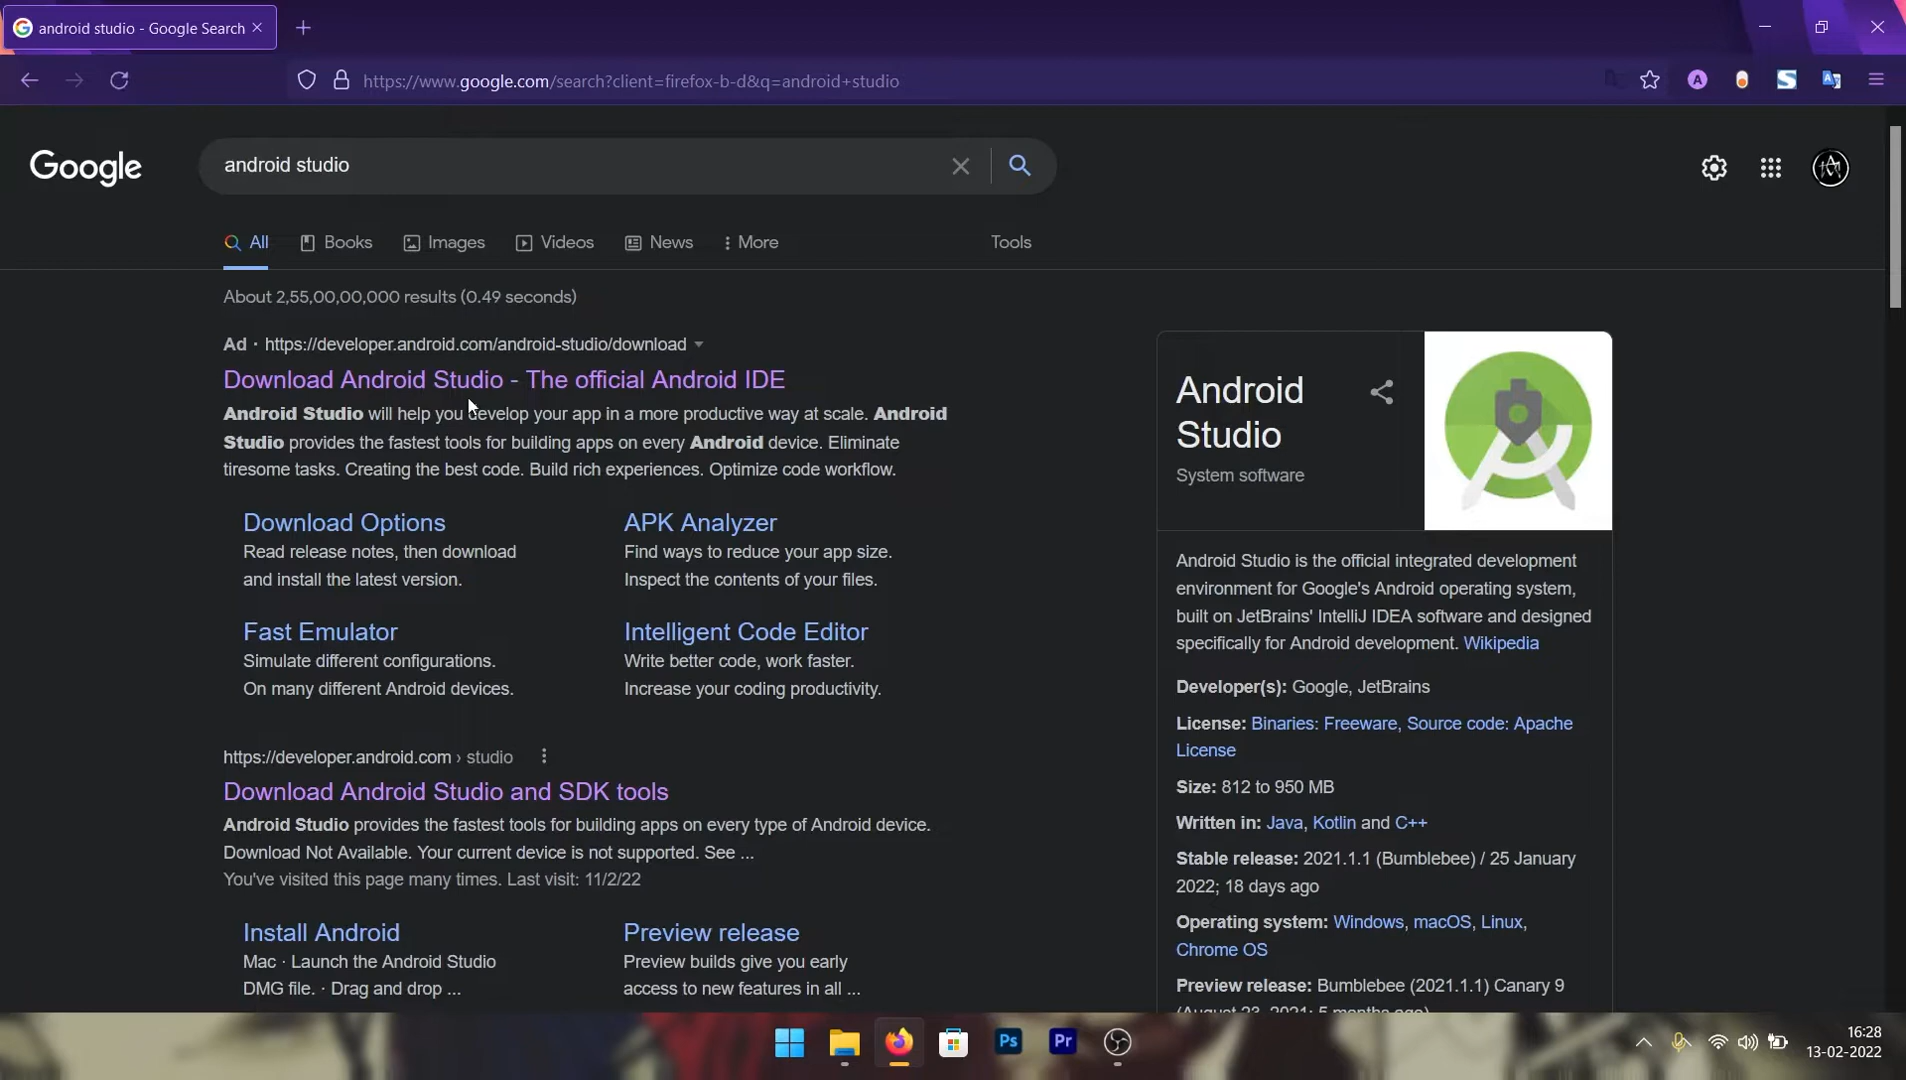 android studio - Google Search
https://www.google.com/search?client=firefox-b-d&q=android+studio
A
Google
android studio
All
Books
Images
Videos
News
More
Tools
About 2,55,00,00,000 results (0.49 seconds)
Ad · https://developer.android.com/android-studio/download
Download Android Studio - The official Android IDE
Android Studio will help you develop your app in a more productive way at scale. Android
Studio provides the fastest tools for building apps on every Android device. Eliminate
tiresome tasks. Creating the best code. Build rich experiences. Optimize code workflow.
Download Options
Read release notes, then download
and install the latest version.
APK Analyzer
Find ways to reduce your app size.
Inspect the contents of your files.
Fast Emulator
Simulate different configurations.
On many different Android devices.
Intelligent Code Editor
Write better code, work faster.
Increase your coding productivity.
https://developer.android.com › studio
Download Android Studio and SDK tools
Android Studio provides the fastest tools for building apps on every type of Android device.
Download Not Available. Your current device is not supported. See ...
You've visited this page many times. Last visit: 11/2/22
Install Android
Mac · Launch the Android Studio
DMG file. · Drag and drop ...
Preview release
Preview builds give you early
access to new features in all ...
Android
Studio
System software
Android Studio is the official integrated development
environment for Google's Android operating system,
built on JetBrains' IntelliJ IDEA software and designed
specifically for Android development. Wikipedia
Developer(s): Google, JetBrains
License: Binaries: Freeware, Source code: Apache
License
Size: 812 to 950 MB
Written in: Java, Kotlin and C++
Stable release: 2021.1.1 (Bumblebee) / 25 January
2022; 18 days ago
Operating system: Windows, macOS, Linux,
Chrome OS
Preview release: Bumblebee (2021.1.1) Canary 9
(August 23, 2021; 5 months ago)
Ps
Pr
16:28
13-02-2022